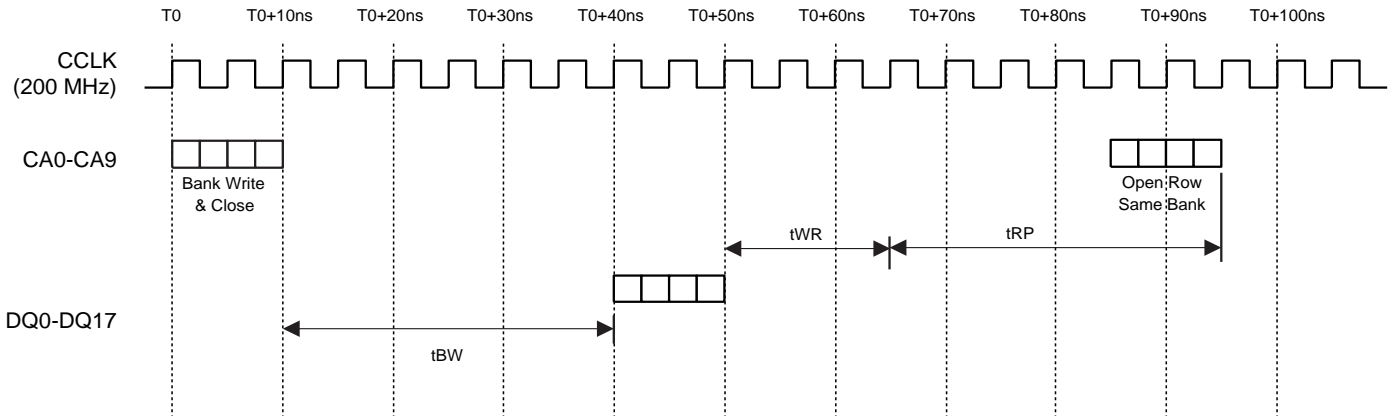 T0 T0+10ns T0+20ns T0+30ns T0+40ns T0+50ns T0+60ns T0+70ns T0+80ns T0+90ns T0+100ns
CCLK
(200 MHz)
CA0-CA9
Bank Write
& Close
Open Row
Same Bank
tWR
tRP
DQ0-DQ17
tBW